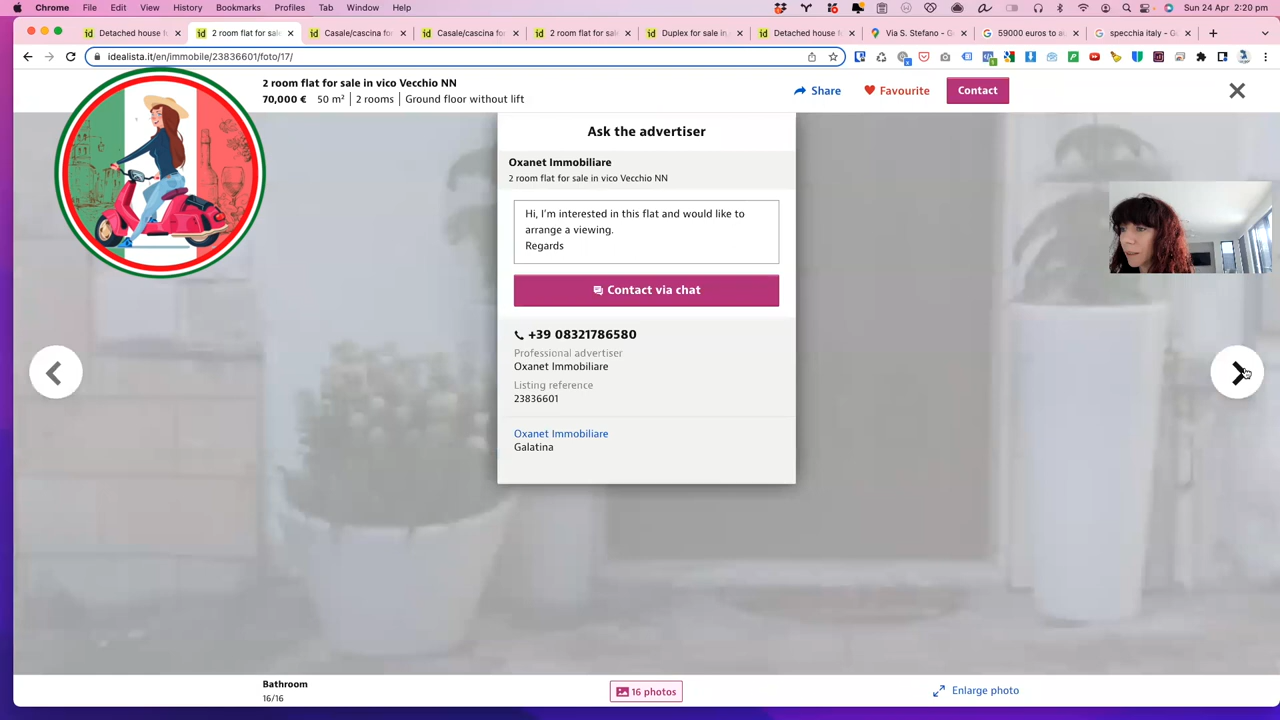 Chrome File Edit View History Bookmarks Profiles Tab Window Help Sun 24 Apr 2:20 pm
Detached house f 2 room flat for sale Casale/cascina fo Casale/cascina fo 2 room flat for sale Duplex for sale in Detached house f Via S. Stefano - Go 59000 euros to au specchia italy - G
idealista.it/en/immobile/23836601/foto/17/
2 room flat for sale in vico Vecchio NN
70,000 € 50 m² 2 rooms Ground floor without lift
Share Favourite Contact
Ask the advertiser
Oxanet Immobiliare
2 room flat for sale in vico Vecchio NN
Hi, I'm interested in this flat and would like to
arrange a viewing.
Regards
Contact via chat
+39 08321786580
Professional advertiser
Oxanet Immobiliare
Listing reference
23836601
Oxanet Immobiliare
Galatina
Bathroom
16/16
16 photos
Enlarge photo